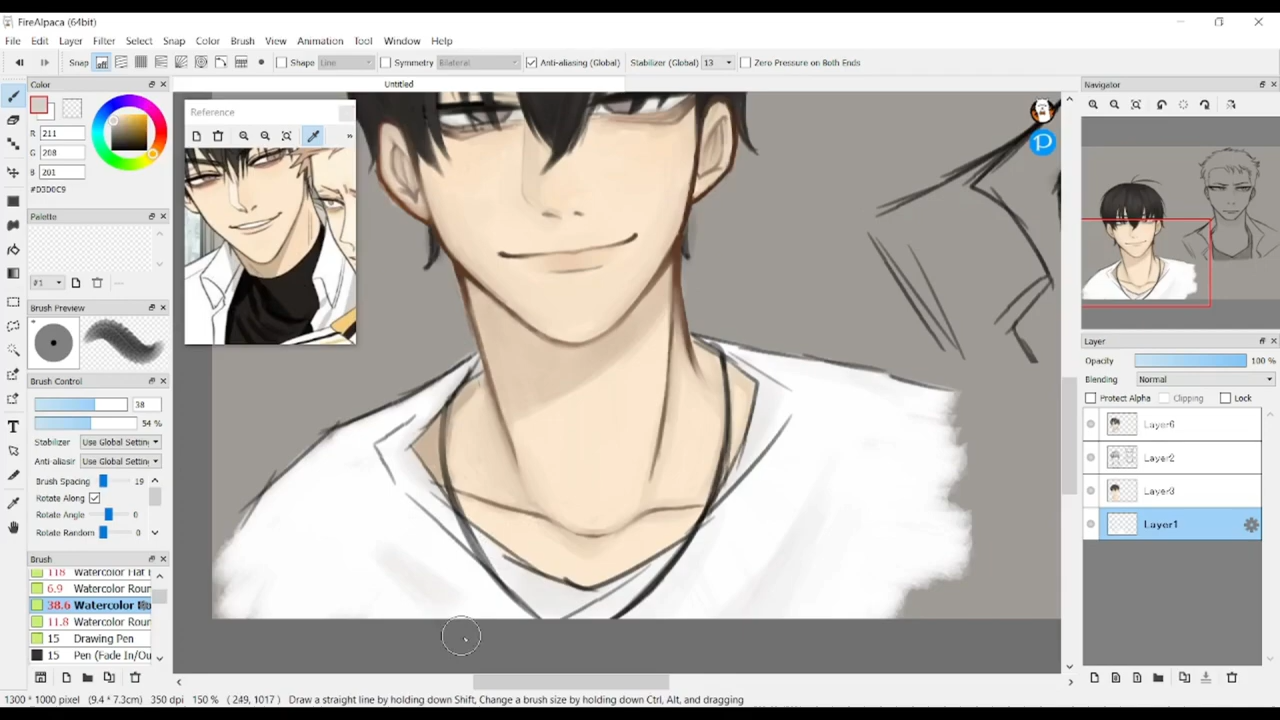 FireAlpaca (64bit)
File Edit Layer Filter Select Snap Color Brush View Animation Tool Window Help
Snap off Shape Line Symmetry Bilateral Anti-aliasing (Global) Stabilizer (Global) 13 Zero Pressure on Both Ends
Color
Untitled
Navigator
Reference
R 211
G 208
B 201
#D3D0C9
Palette
#1
Brush Preview
Brush Control
38
54 %
Stabilizer Use Global Settin
Anti-aliasir Use Global Settin
Brush Spacing 19
Rotate Along
Rotate Angle 0
Rotate Random 0
Brush
118 Watercolor Flat
6.9 Watercolor Roun
38.6 Watercolor
11.8 Watercolor Roun
15 Drawing Pen
15 Pen (Fade In/Ou
Layer
Opacity 100 %
Blending Normal
Protect Alpha Clipping Lock
Layer6
Layer2
Layer3
Layer1
1300 * 1000 pixel (9.4 * 7.3cm) 350 dpi 150 % ( 249, 1017 ) Draw a straight line by holding down Shift, Change a brush size by holding down Ctrl, Alt, and dragging